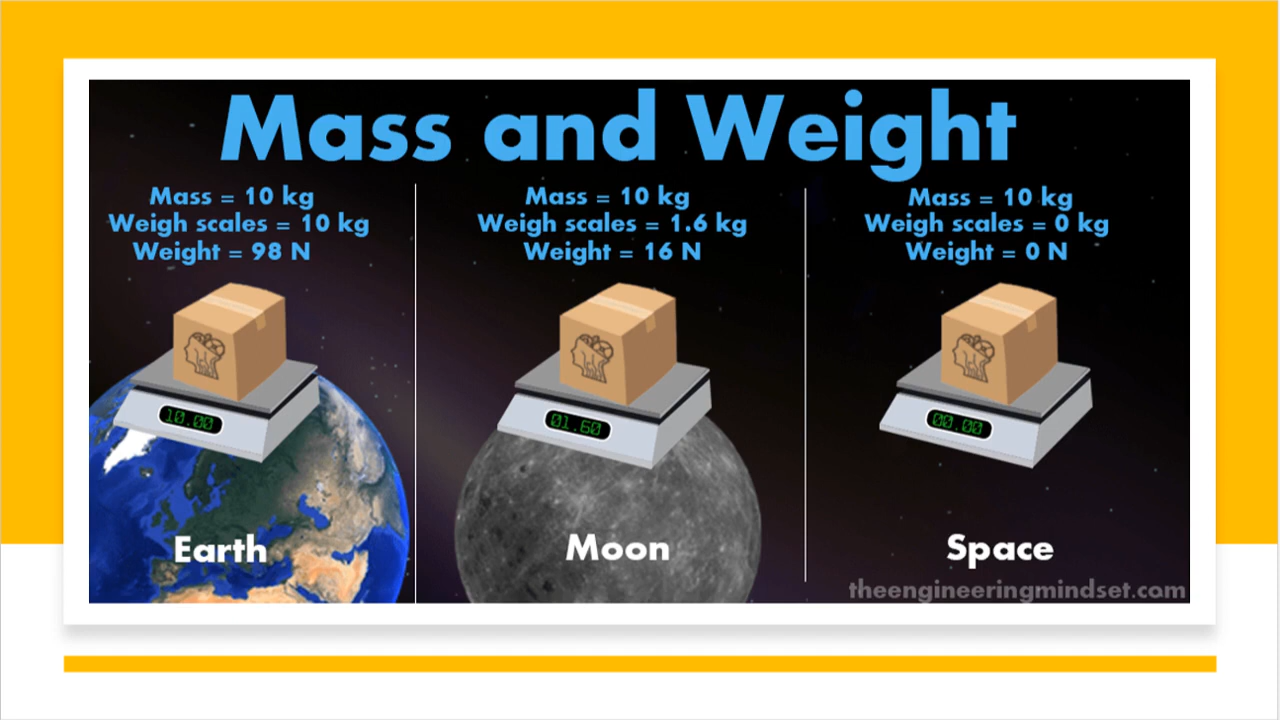 Mass and Weight
Mass = 10 kg
Weigh scales = 10 kg
Weight = 98 N
10.00
Earth
Mass = 10 kg
Weigh scales = 1.6 kg
Weight = 16 N
01.60
Moon
Mass = 10 kg
Weigh scales = 0 kg
Weight = 0 N
00.00
Space
theengineeringmindset.com